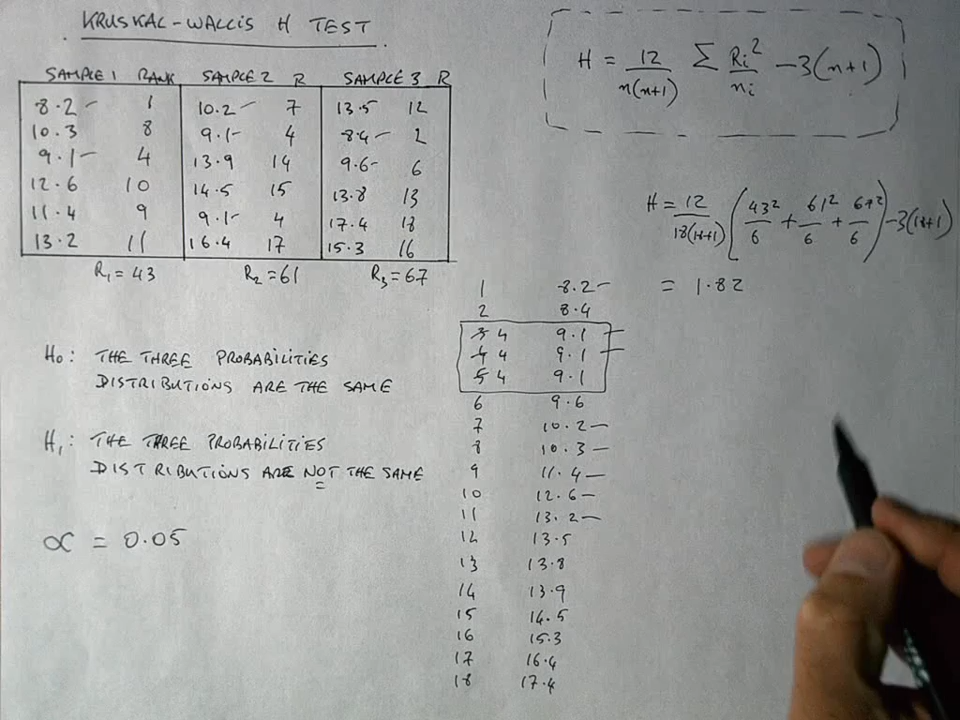 KRUSKAL-WALLIS H TEST
H = 12/n(n+1) Σ Ri²/ni - 3(n+1)
SAMPLE 1 RANK SAMPLE 2 R SAMPLE 3 R
8.2 1 10.2 7 13.5 12
10.3 8 9.1 4 8.4 2
9.1 4 13.9 14 9.6 6
12.6 10 14.5 15 13.8 13
11.4 9 9.1 4 17.4 18
13.2 11 16.4 17 15.3 16
R₁ = 43 R₂ = 61 R₃ = 67
H = 12/18(18+1) (43²/6 + 61²/6 + 67²/6) - 3(18+1)
= 1.82
1 8.2
2 8.4
3 4 9.1
4 4 9.1
5 4 9.1
6 9.6
7 10.2
8 10.3
9 11.4
10 12.6
11 13.2
12 13.5
13 13.8
14 13.9
15 14.5
16 15.3
17 16.4
18 17.4
H₀: THE THREE PROBABILITIES
DISTRIBUTIONS ARE THE SAME
H₁: THE THREE PROBABILITIES
DISTRIBUTIONS ARE NOT THE SAME
∝ = 0.05